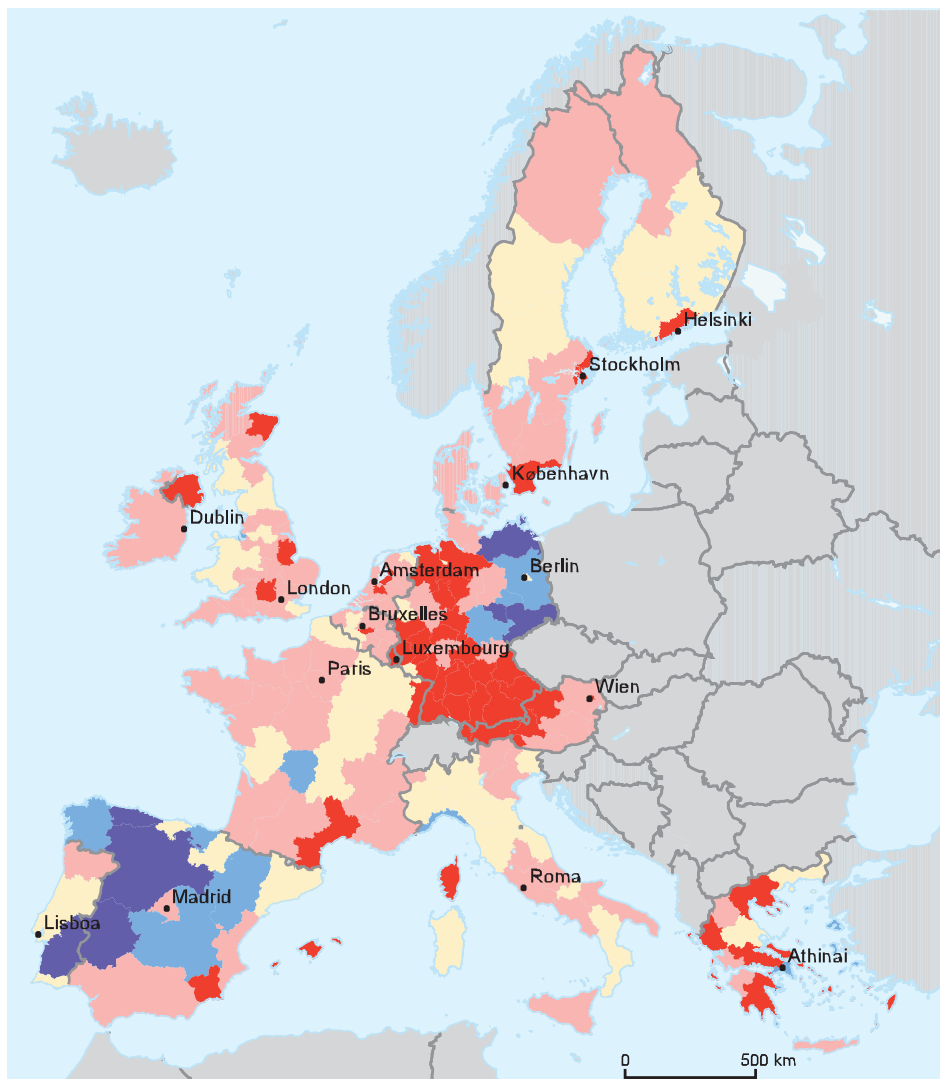 Helsinki
Stockholm
København
Dublin
Amsterdam
Berlin
London
Bruxelles
Luxembourg
Paris
Wien
Roma
Madrid
Lisboa
Athinai
0 500 km